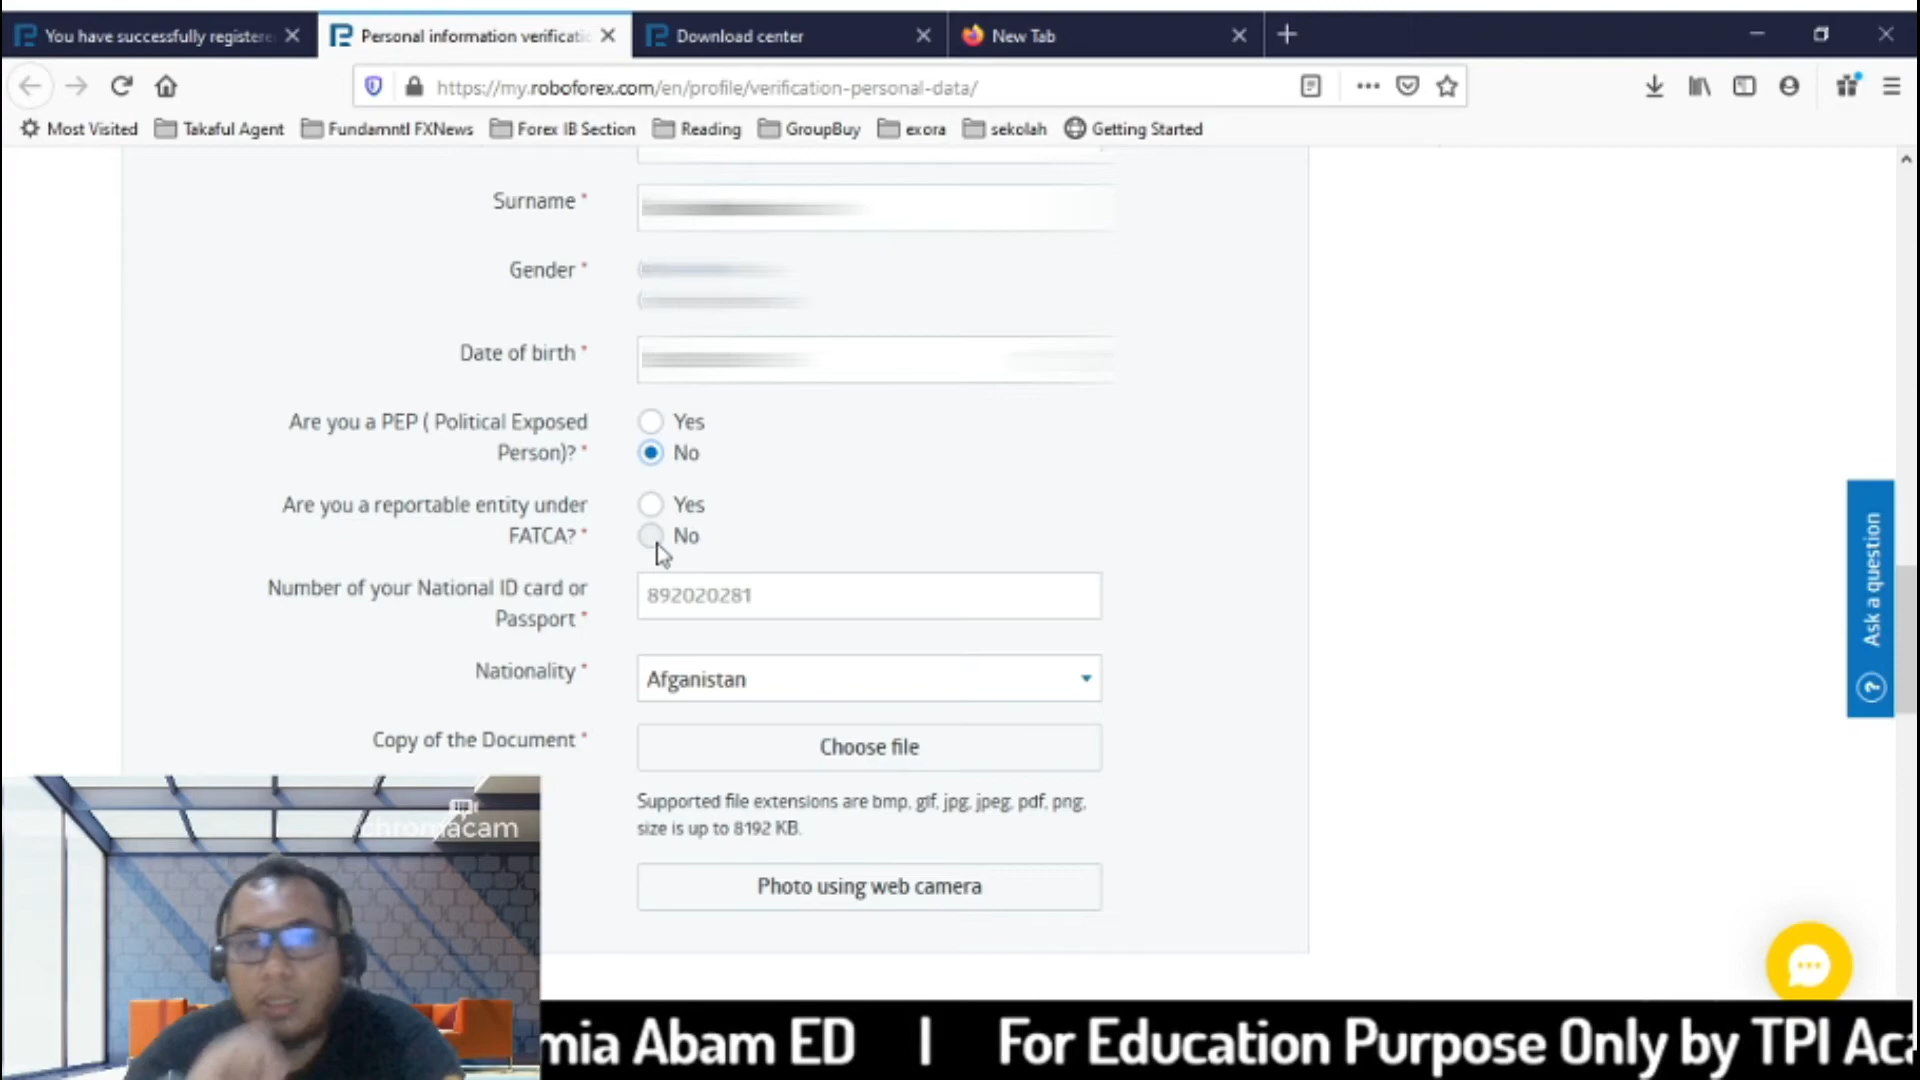 You have successfully registere
Personal information verificati
Download center
New Tab
https://my.roboforex.com/en/profile/verification-personal-data/
Most Visited
Takaful Agent
Fundamntl FXNews
Forex IB Section
Reading
GroupBuy
exora
sekolah
Getting Started
Surname *
Gender *
Date of birth *
Are you a PEP ( Political Exposed
Person)? *
Yes
No
Are you a reportable entity under
FATCA? *
Yes
No
Number of your National ID card or
Passport *
892020281
Nationality *
Afganistan
Copy of the Document *
Choose file
Supported file extensions are bmp, gif, jpg, jpeg, pdf, png,
size is up to 8192 KB.
Photo using web camera
Ask a question
chromacam
mia Abam ED | For Education Purpose Only by TPI Aca